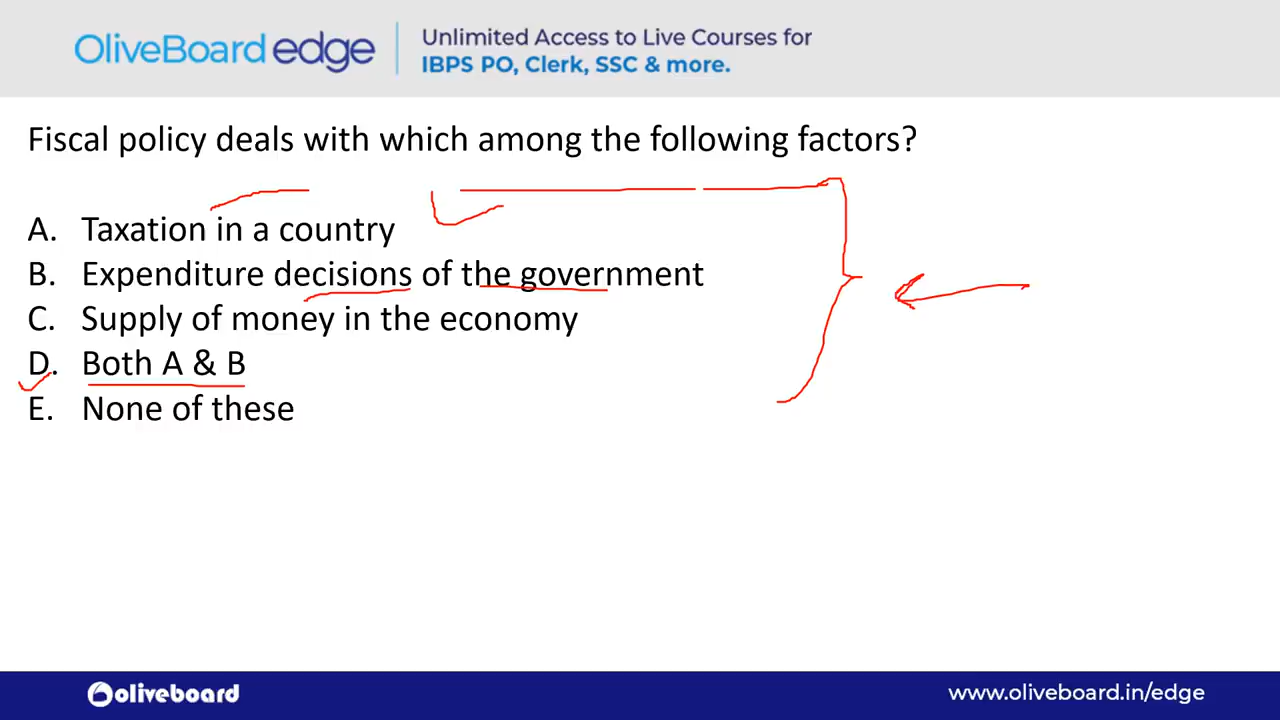 OliveBoard edge
Unlimited Access to Live Courses for
IBPS PO, Clerk, SSC & more.
Fiscal policy deals with which among the following factors?
A. Taxation in a country
B. Expenditure decisions of the government
C. Supply of money in the economy
D. Both A & B
E. None of these
oliveboard
www.oliveboard.in/edge